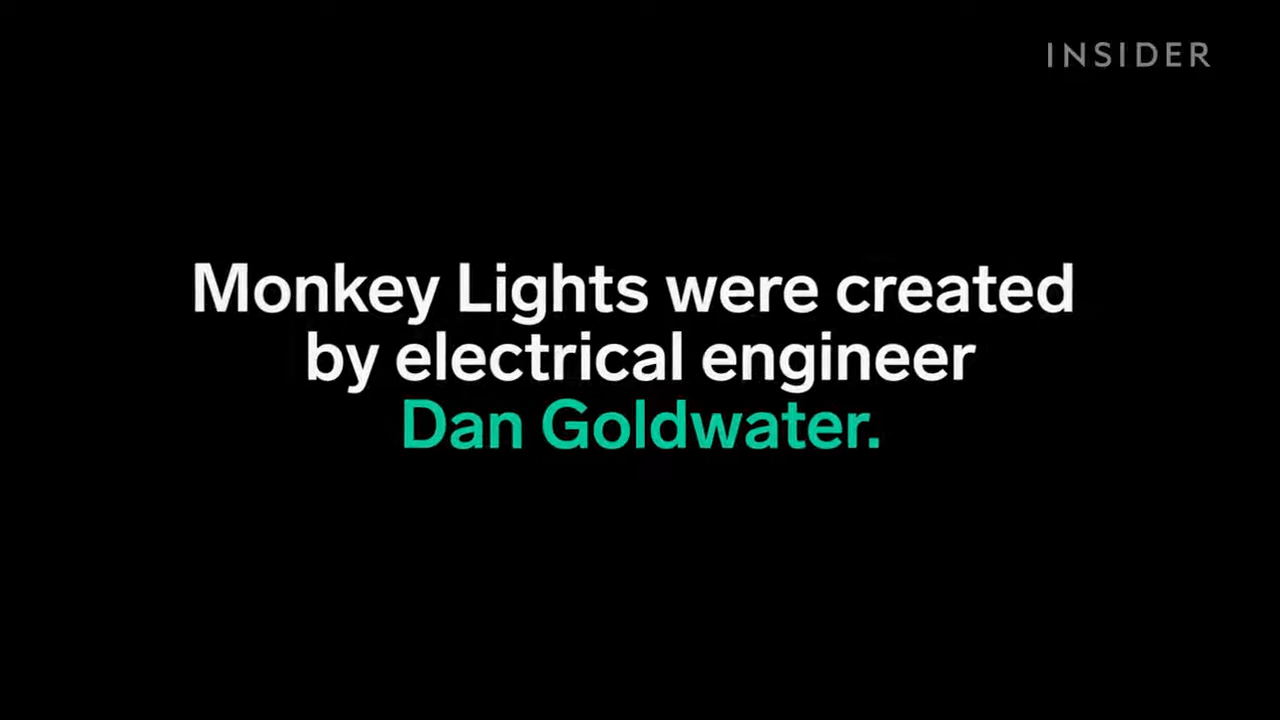 INSIDER
Monkey Lights were created
by electrical engineer
Dan Goldwater.